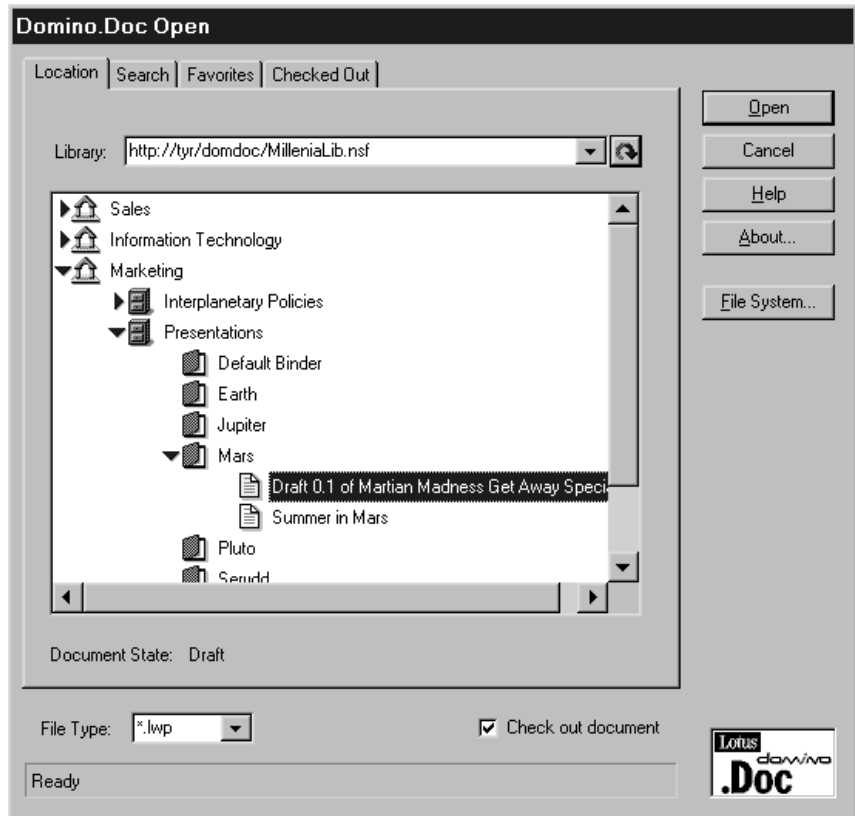 Domino.Doc Open
Location Search Favorites Checked Out
Open
Library: http://tyr/domdoc/MilleniaLib.nsf
Cancel
Help
About...
File System...
Sales
Information Technology
Marketing
Interplanetary Policies
Presentations
Default Binder
Earth
Jupiter
Mars
Draft 0.1 of Martian Madness Get Away Speci
Summer in Mars
Pluto
Document State: Draft
File Type: *.lwp Check out document
Ready
Lotus
domino
.Doc